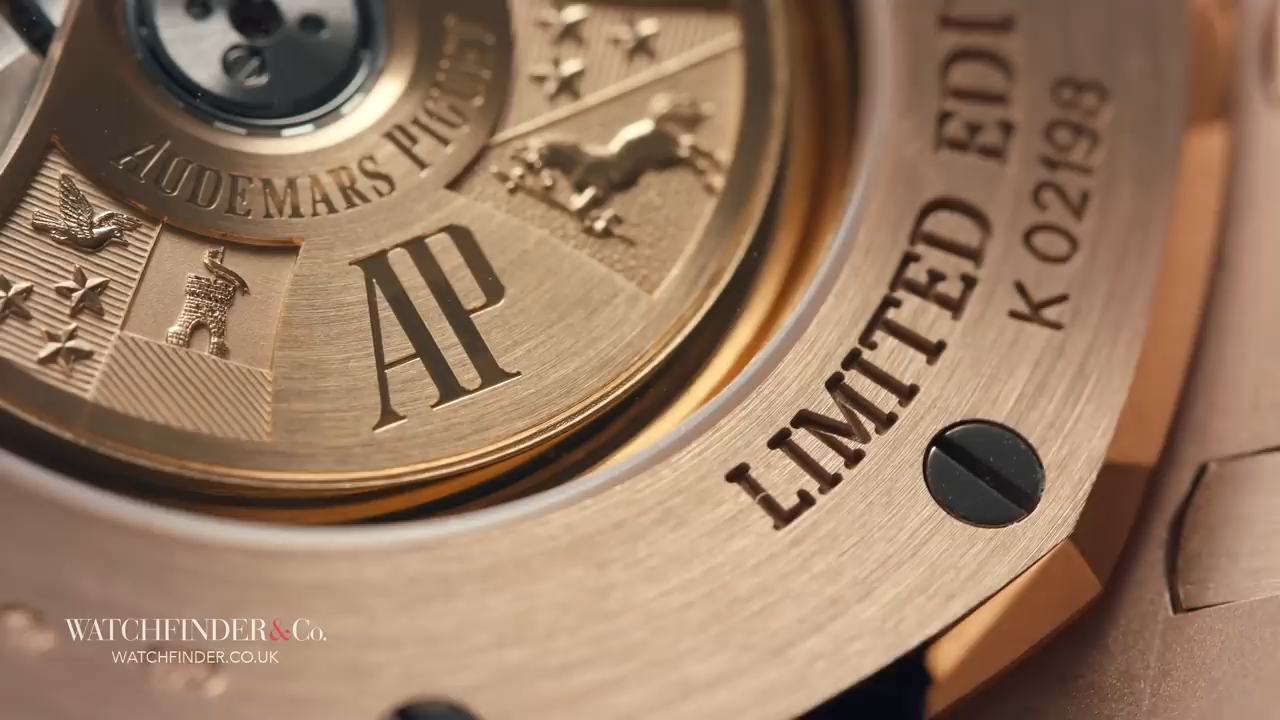 AUDEMARS PIGUET
AP
LIMITED EDI
K 02198
WATCHFINDER&Co.
WATCHFINDER.CO.UK